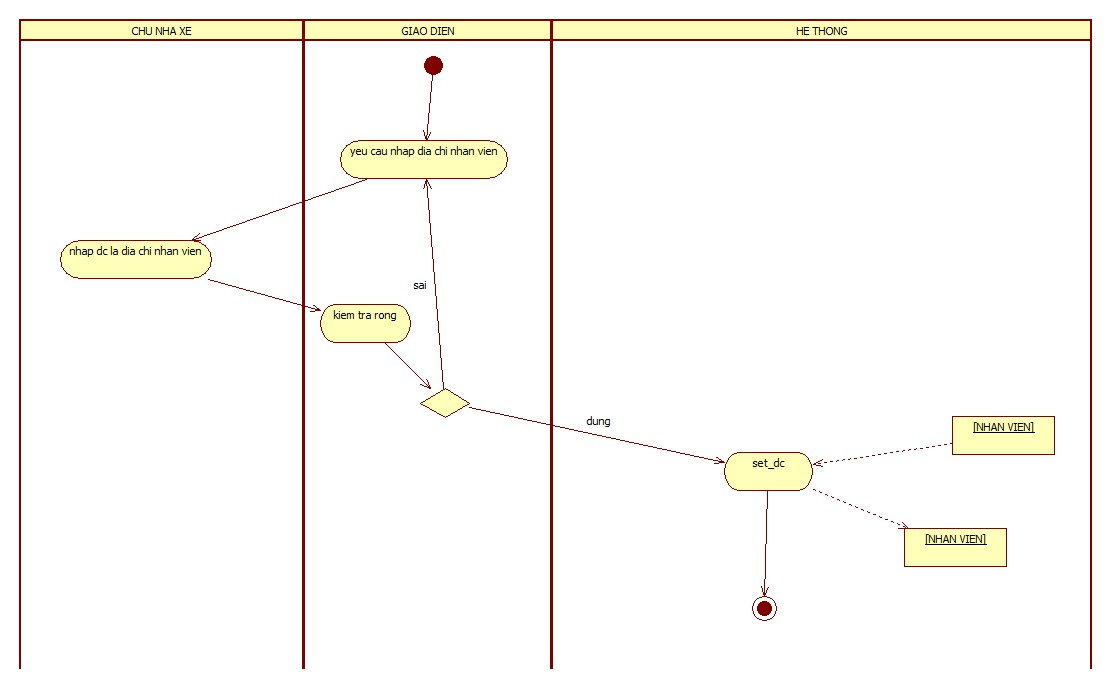 CHU NHA XE
GIAO DIEN
HE THONG
yeu cau nhap dia chi nhan vien
nhap dc la dia chi nhan vien
sai
kiem tra rong
dung
[NHAN VIEN]
set_dc
[NHAN VIEN]